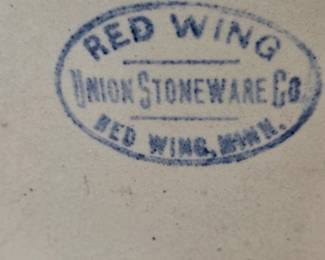 RED WING
UNION STONEWARE CO.
RED WING, MINN.